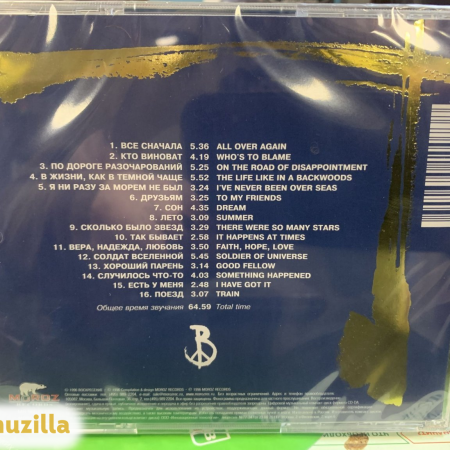 1. ВСЕ СНАЧАЛА 5.36 ALL OVER AGAIN
2. КТО ВИНОВАТ 4.19 WHO'S TO BLAME
3. ПО ДОРОГЕ РАЗОЧАРОВАНИЙ 5.25 ON THE ROAD OF DISAPPOINTMENT
4. В ЖИЗНИ, КАК В ТЕМНОЙ ЧАЩЕ 5.52 THE LIFE LIKE IN A BACKWOODS
5. Я НИ РАЗУ ЗА МОРЕМ НЕ БЫЛ 3.24 I'VE NEVER BEEN OVER SEAS
6. ДРУЗЬЯМ 3.25 TO MY FRIENDS
7. СОН 4.35 DREAM
8. ЛЕТО 3.09 SUMMER
9. СКОЛЬКО БЫЛО ЗВЕЗД 3.29 THERE WERE SO MANY STARS
10. ТАК БЫВАЕТ 2.58 IT HAPPENS AT TIMES
11. ВЕРА, НАДЕЖДА, ЛЮБОВЬ 3.50 FAITH, HOPE, LOVE
12. СОЛДАТ ВСЕЛЕННОЙ 5.45 SOLDIER OF UNIVERSE
13. ХОРОШИЙ ПАРЕНЬ 3.14 GOOD FELLOW
14. СЛУЧИЛОСЬ ЧТО-ТО 4.03 SOMETHING HAPPENED
15. ЕСТЬ У МЕНЯ 2.48 I HAVE GOT IT
16. ПОЕЗД 3.07 TRAIN
Общее время звучания 64.59 Total time
В
muzilla